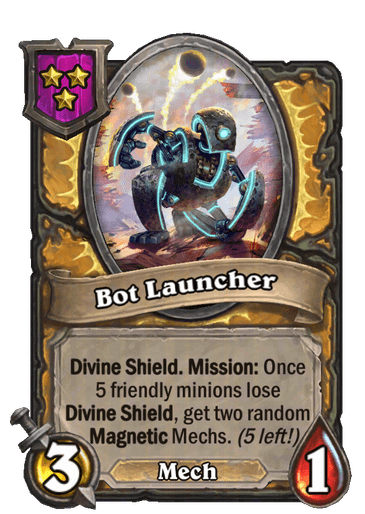 Bot Launcher
Divine Shield. Mission: Once
5 friendly minions lose
Divine Shield, get two random
Magnetic Mechs. (5 left!)
3
1
Mech